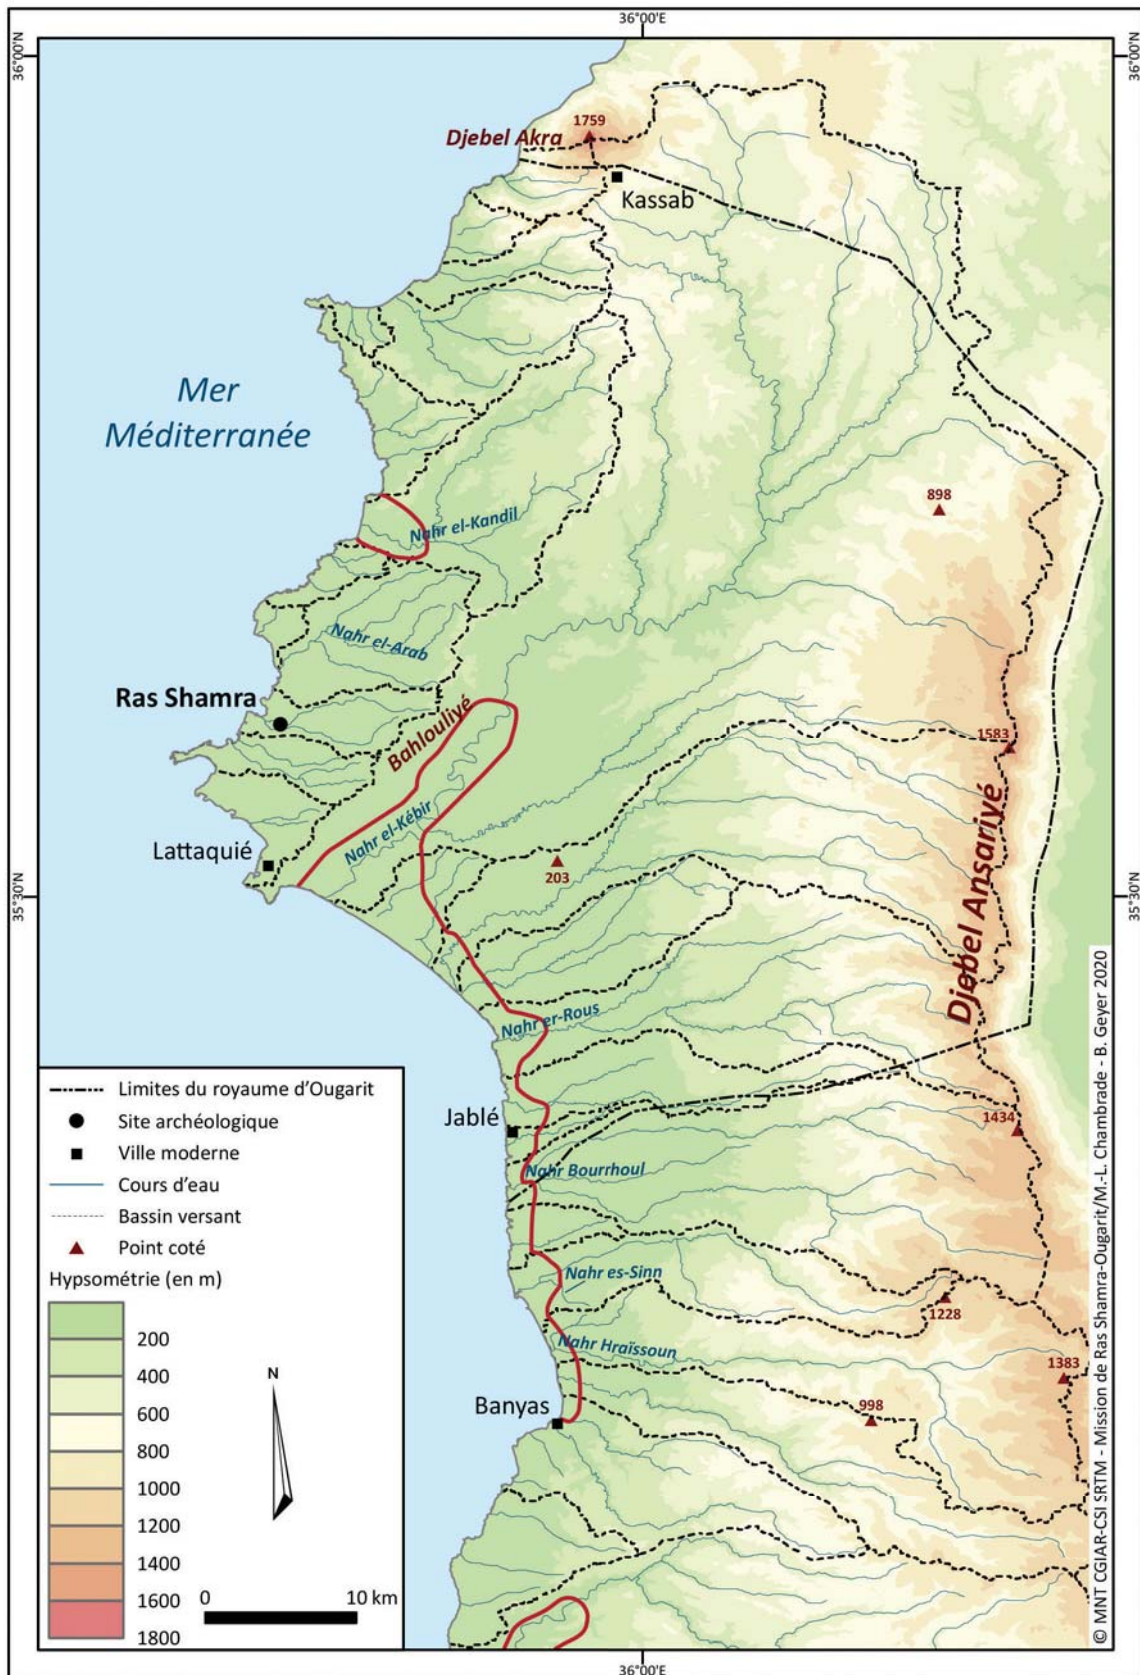 36°00'E
36°00'N
36°00'N
1759
Djebel Akra
Kassab
Mer
Méditerranée
898
Nahr el-Kandil
Nahr el-Arab
Ras Shamra
Bahloulivé
1583
Djebel Ansariyé
Nahr el-Kébir
Lattaquié
203
35°30'N
35°30'N
Nahr er-Rous
Jablé
1434
Nahr Bourrhoul
Nahr es-Sinn
1228
Nahr Hraïssoun
1383
998
Banyas
Limites du royaume d'Ougarit
Site archéologique
Ville moderne
Cours d'eau
Bassin versant
Point coté
Hypsométrie (en m)
200
400
600
800
1000
1200
1400
1600
1800
N
0 10 km
© MNT CGIAR-CSI SRTM - Mission de Ras Shamra-Ougarit/M.-L. Chambrade - B. Geyer 2020
36°00'E